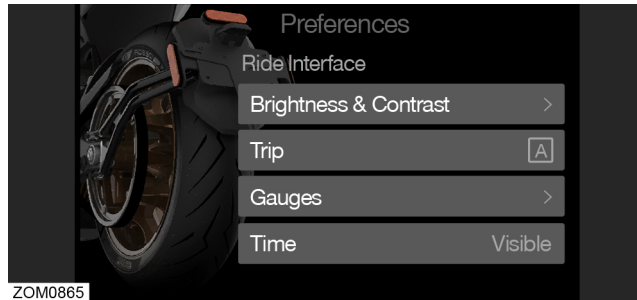 Preferences
Ride Interface
Brightness & Contrast >
Trip A
Gauges >
Time Visible
ZOM0865